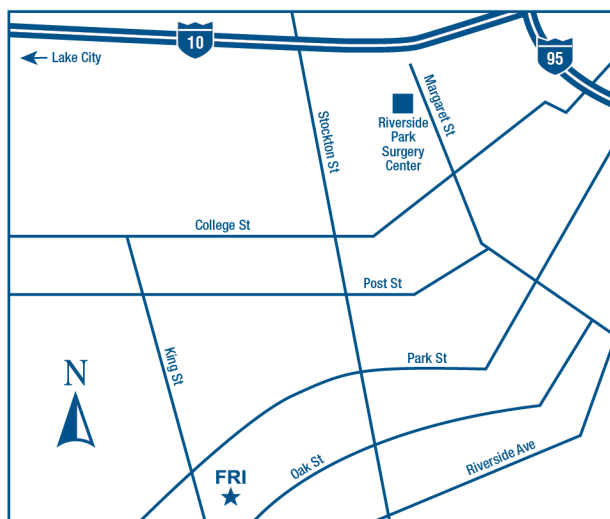 10
95
Lake City
Stockton St
Margaret St
Riverside
Park
Surgery
Center
College St
Post St
King St
Park St
N
FRI
Oak St
Riverside Ave